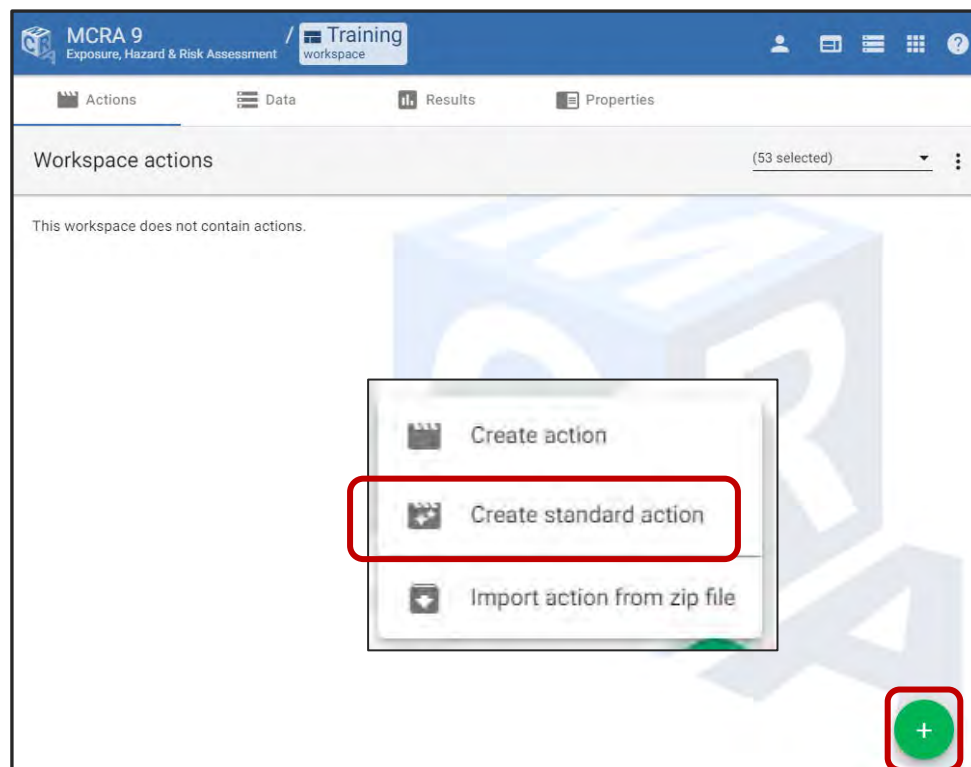 MCRA 9
Exposure, Hazard & Risk Assessment
/ Training
workspace
?
Actions
Data
Results
Properties
Workspace actions
(53 selected)
This workspace does not contain actions.
Create action
Create standard action
Import action from zip file
+
MCRA